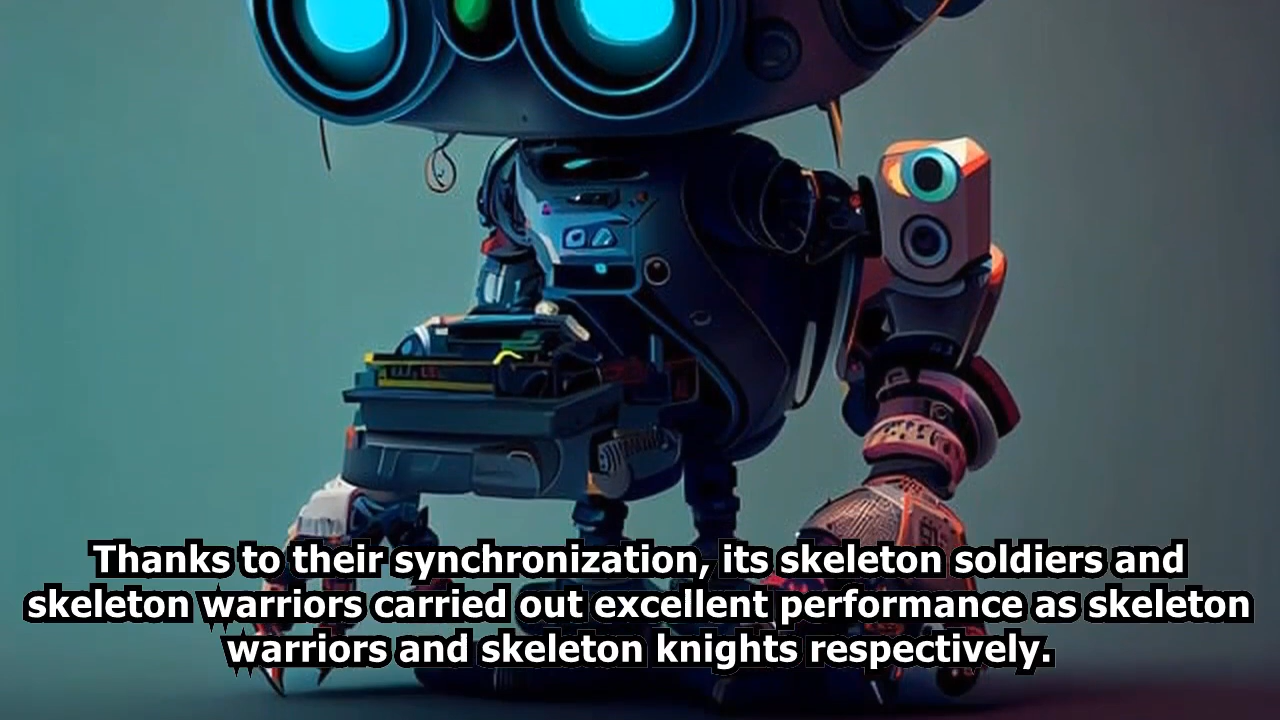 Thanks to their synchronization, its skeleton soldiers and
skeleton warriors carried out excellent performance as skeleton
warriors and skeleton knights respectively.